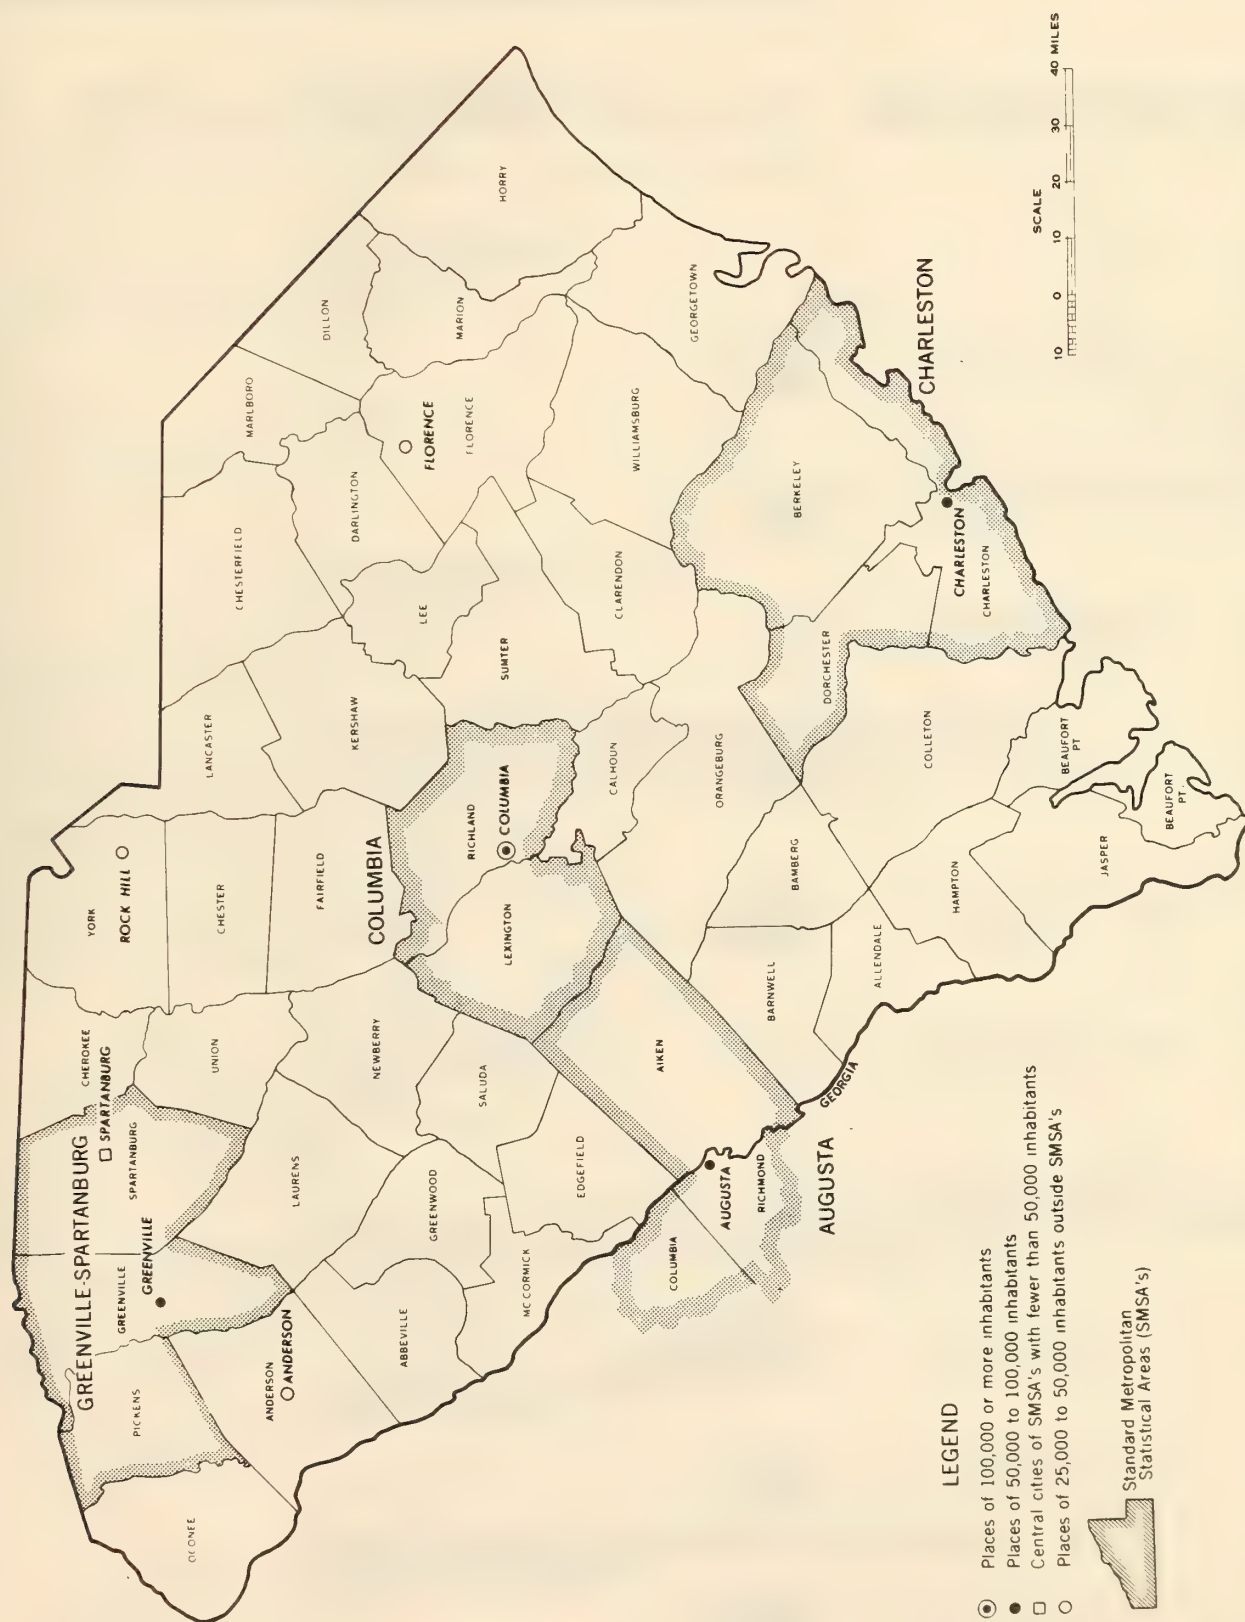 GREENVILLE-SPARTANBURG
CHEROKEE
YORK
ROCK HILL
SPARTANBURG
SPARTANBURG
GREENVILLE
GREENVILLE
PICKENS
OCONEE
UNION
CHESTER
LANCASTER
CHESTERFIELD
MARLBORO
DILLON
ANDERSON
ANDERSON
LAURENS
FAIRFIELD
KERSHAW
DARLINGTON
FLORENCE
FLORENCE
MARION
HORRY
ABBEVILLE
GREENWOOD
NEWBERRY
COLUMBIA
LEE
SALUDA
RICHLAND
COLUMBIA
LEXINGTON
SUMTER
MC CORMICK
EDGEFIELD
CALHOUN
CLARENDON
WILLIAMSBURG
GEORGETOWN
AIKEN
COLUMBIA
AUGUSTA
RICHMOND
AUGUSTA
GEORGIA
ORANGEBURG
BARNWELL
BAMBERG
DORCHESTER
BERKELEY
CHARLESTON
CHARLESTON
CHARLESTON
ALLENDALE
HAMPTON
COLLETON
JASPER
BEAUFORT
PT
BEAUFORT
PT.
SCALE
10 0 10 20 30 40 MILES
LEGEND
Places of 100,000 or more inhabitants
Places of 50,000 to 100,000 inhabitants
Central cities of SMSA's with fewer than 50,000 inhabitants
Places of 25,000 to 50,000 inhabitants outside SMSA's
Standard Metropolitan
Statistical Areas (SMSA's)